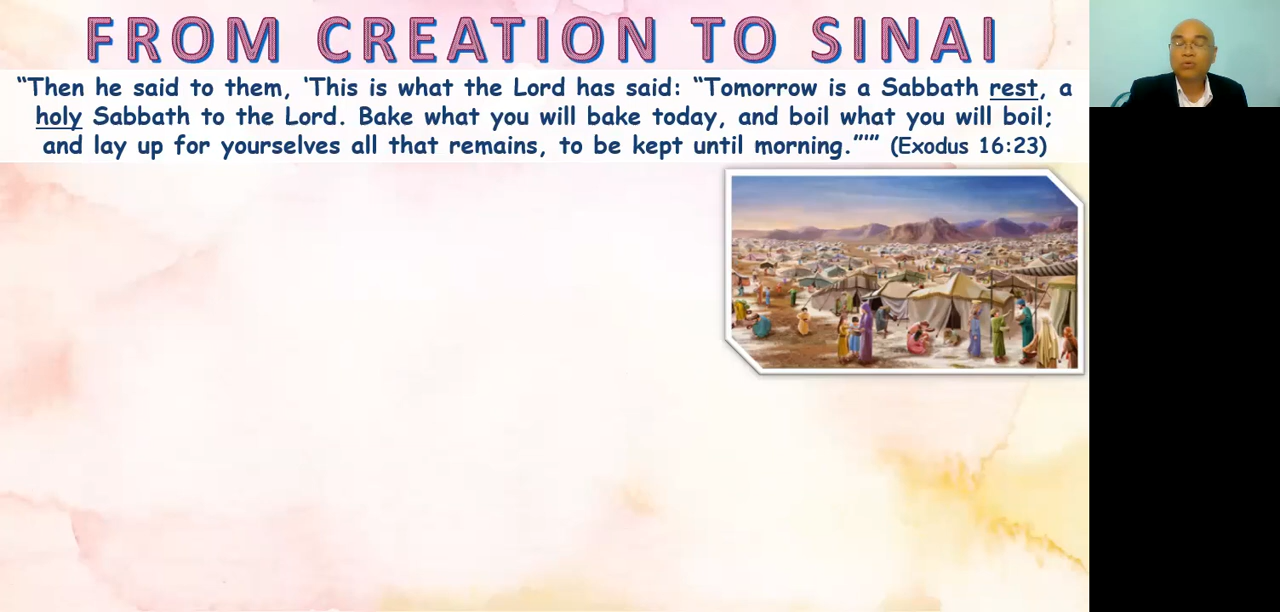 FROM CREATION TO SINAI
“Then he said to them, ‘This is what the Lord has said: “Tomorrow is a Sabbath rest, a
holy Sabbath to the Lord. Bake what you will bake today, and boil what you will boil;
and lay up for yourselves all that remains, to be kept until morning.”’” (Exodus 16:23)